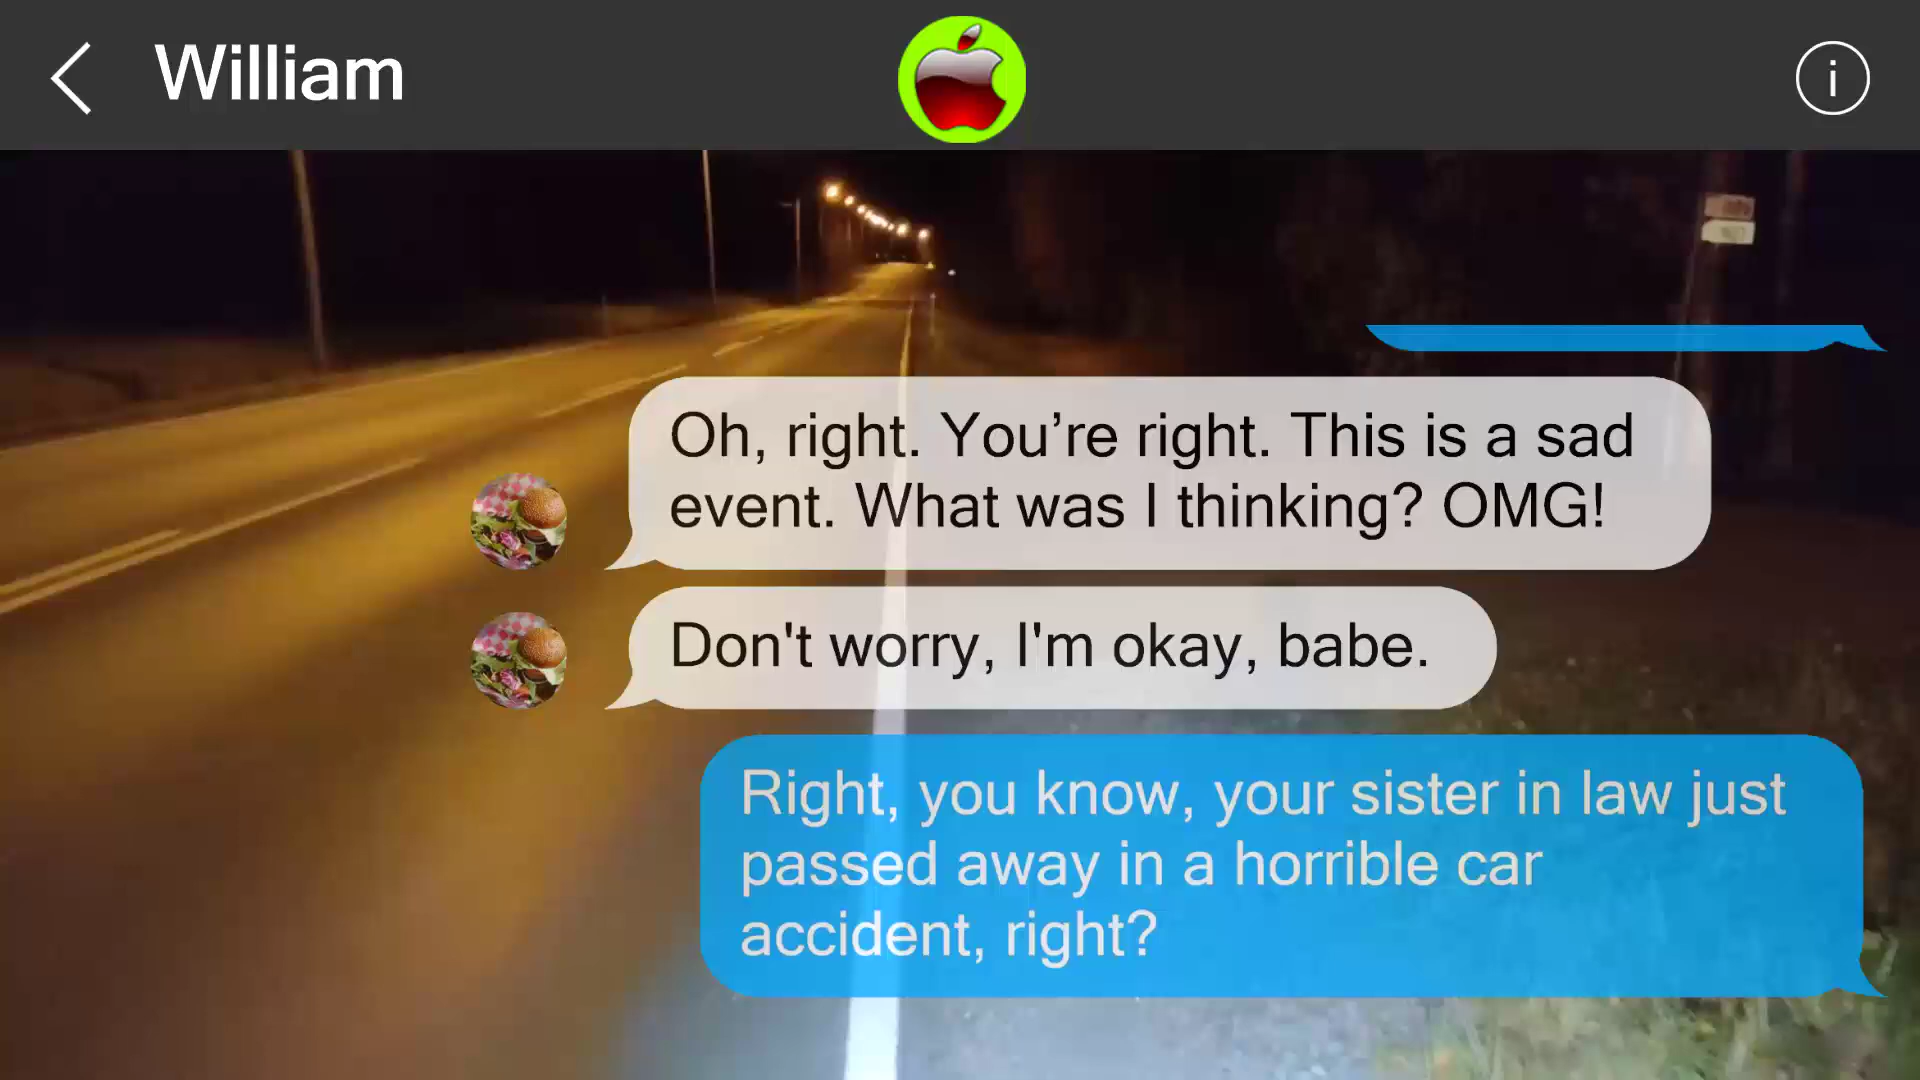 William
i
Oh, right. You’re right. This is a sad
event. What was I thinking? OMG!
Don't worry, I'm okay, babe.
Right, you know, your sister in law just
passed away in a horrible car
accident, right?